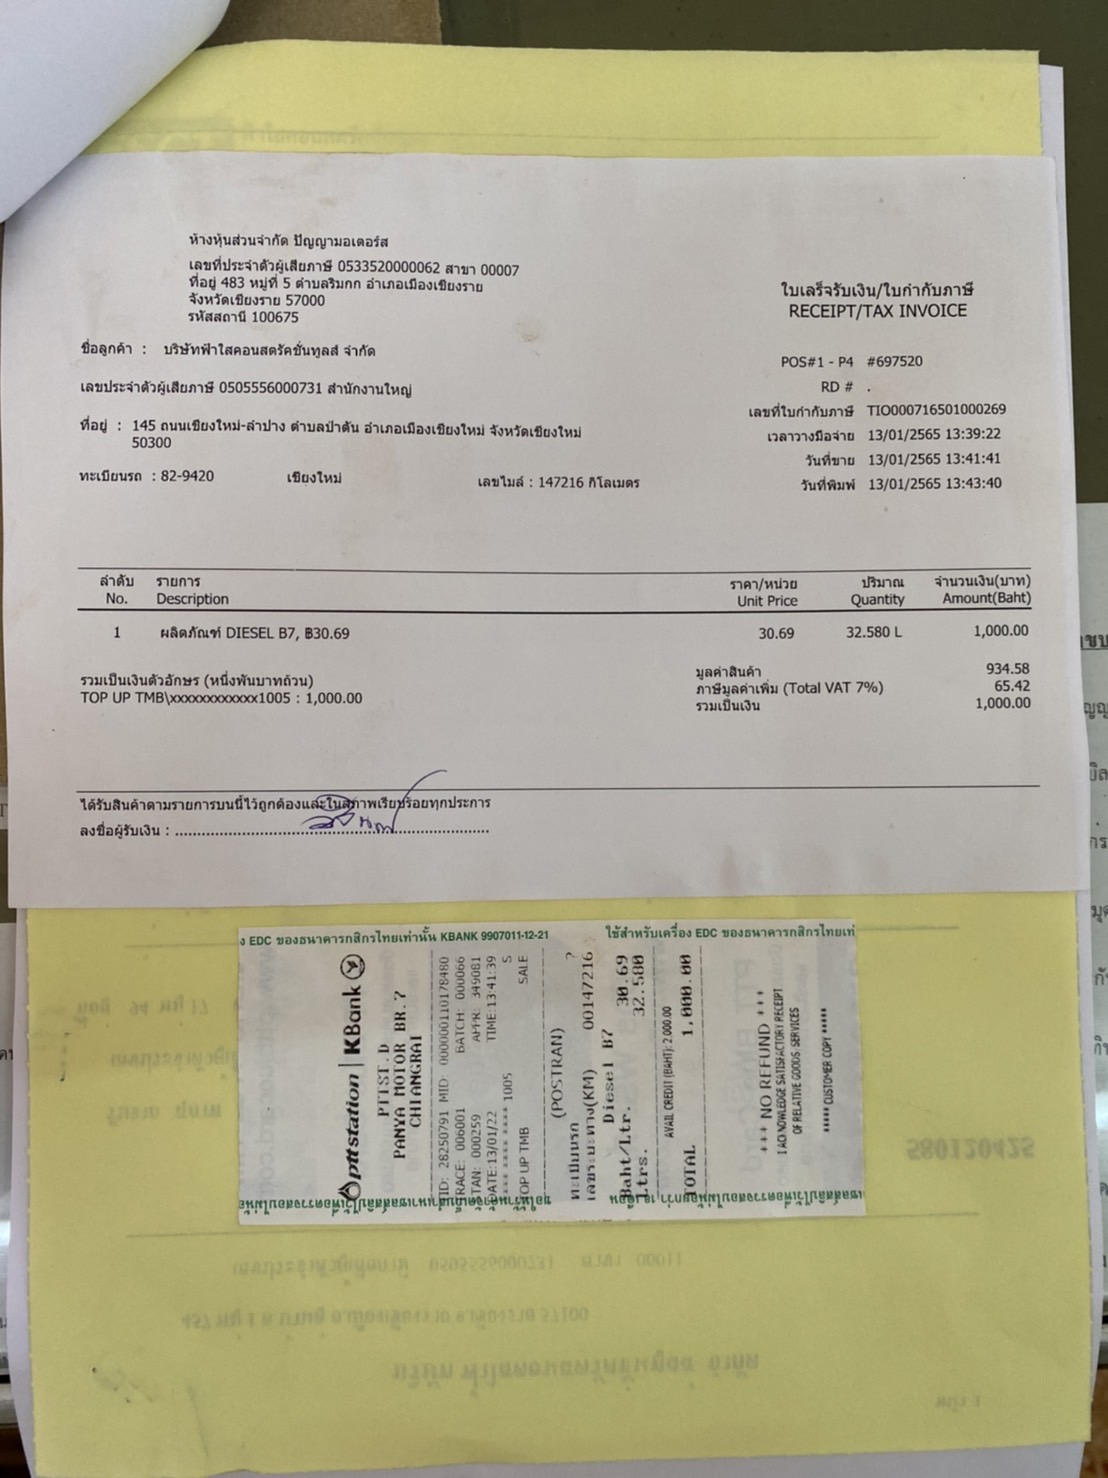 ห้างหุ้นส่วนจำกัด ปัญญามอเตอร์ส
เลขที่ประจำตัวผู้เสียภาษี 0533520000062 สาขา 00007
ที่อยู่ 483 หมู่ที่ 5 ตำบลริมกก อำเภอเมืองเชียงราย
จังหวัดเชียงราย 57000
รหัสสถานี 100675
ใบเสร็จรับเงิน/ใบกำกับภาษี
RECEIPT/TAX INVOICE
ชื่อลูกค้า : บริษัทฟ้าใสคอนสตรัคชั่นทูลส์ จำกัด
POS#1 - P4 #697520
เลขประจำตัวผู้เสียภาษี 0505556000731 สำนักงานใหญ่
RD # .
เลขที่ใบกำกับภาษี TIO000716501000269
ที่อยู่ : 145 ถนนเชียงใหม่-ลำปาง ตำบลป่าตัน อำเภอเมืองเชียงใหม่ จังหวัดเชียงใหม่
50300
เวลาวางมือจ่าย 13/01/2565 13:39:22
วันที่ขาย 13/01/2565 13:41:41
ทะเบียนรถ : 82-9420 เชียงใหม่ เลขไมล์ : 147216 กิโลเมตร
วันที่พิมพ์ 13/01/2565 13:43:40
ลำดับ รายการ ราคา/หน่วย ปริมาณ จำนวนเงิน(บาท)
No. Description Unit Price Quantity Amount(Baht)
1 ผลิตภัณฑ์ DIESEL B7, ฿30.69 30.69 32.580 L 1,000.00
รวมเป็นเงินตัวอักษร (หนึ่งพันบาทถ้วน)
TOP UP TMB\xxxxxxxxxxxx1005 : 1,000.00
มูลค่าสินค้า 934.58
ภาษีมูลค่าเพิ่ม (Total VAT 7%) 65.42
รวมเป็นเงิน 1,000.00
ได้รับสินค้าตามรายการบนนี้ไว้ถูกต้องและในสภาพเรียบร้อยทุกประการ
ลงชื่อผู้รับเงิน :
ง EDC ของธนาคารกสิกรไทยเท่านั้น KBANK 9907011-12-21 ใช้สำหรับเครื่อง EDC ของธนาคารกสิกรไทยเท่
pttstation | KBank
PTTST.D
PANYA MOTOR BR.7
CHIANGRAI
TID: 28250791 MID: 000000110178480
TRACE: 006001 BATCH: 000066
STAN: 000259 APPR: 349081
DATE:13/01/22 TIME:13:41:39
**** **** **** 1005 S
TOP UP TMB SALE
(POSTRAN)
ทะเบียนรถ ?
เลขระยะทาง(KM) 00147216
Diesel B7
Baht/Ltr. 30.69
Ltrs. 32.580
AVAIL CREDIT (BAHT): 2,000.00
TOTAL 1,000.00
*** NO REFUND ***
I ACKNOWLEDGE SATISFACTORY RECEIPT
OF RELATIVE GOODS SERVICES
***** CUSTOMER COPY *****